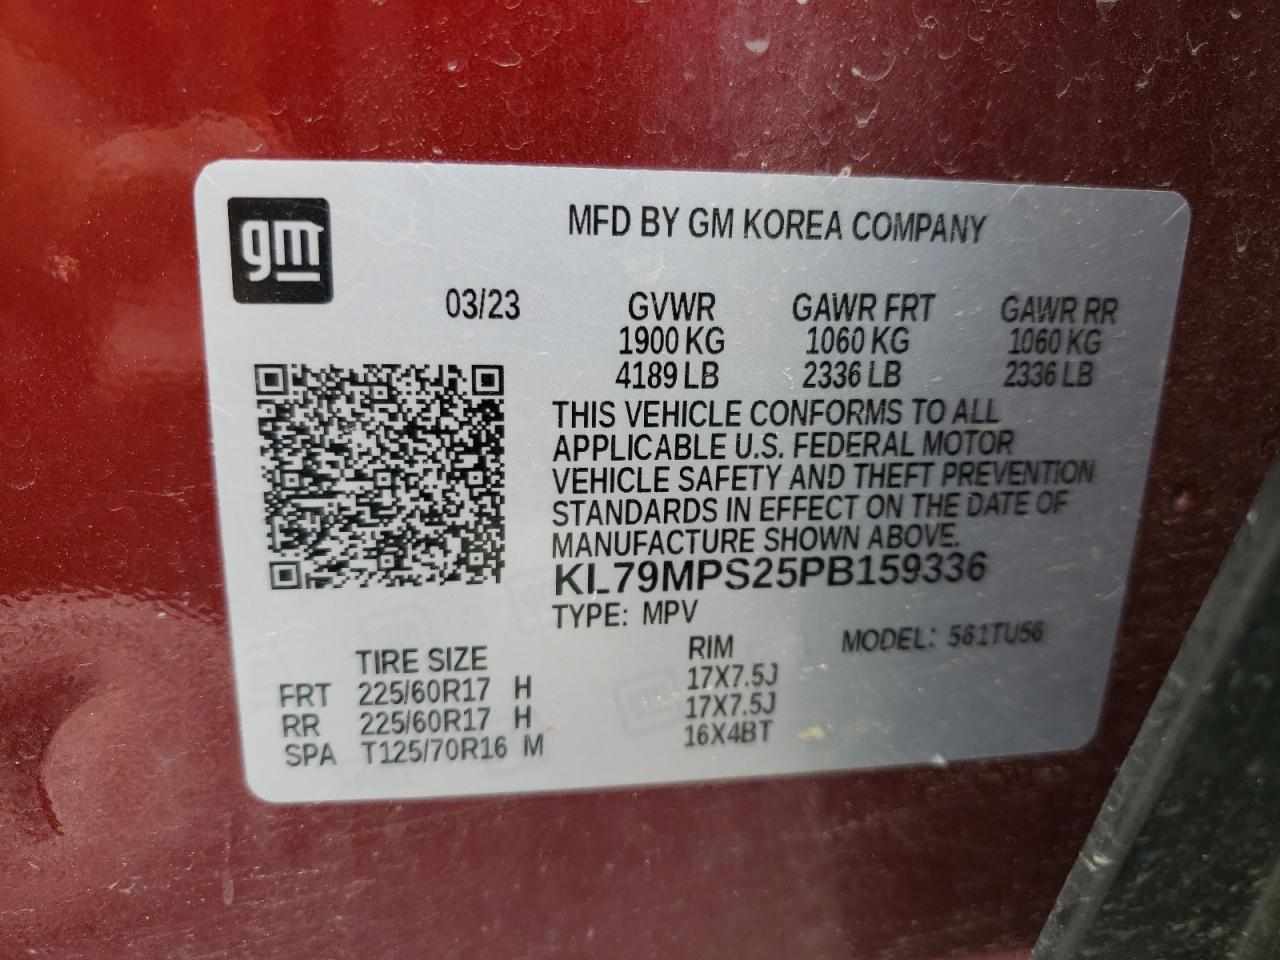 gm
MFD BY GM KOREA COMPANY
03/23 GVWR GAWR FRT GAWR RR
1900 KG 1060 KG 1060 KG
4189 LB 2336 LB 2336 LB
THIS VEHICLE CONFORMS TO ALL
APPLICABLE U.S. FEDERAL MOTOR
VEHICLE SAFETY AND THEFT PREVENTION
STANDARDS IN EFFECT ON THE DATE OF
MANUFACTURE SHOWN ABOVE.
KL79MPS25PB159336
TYPE: MPV
TIRE SIZE RIM MODEL: 561TU56
FRT 225/60R17 H 17X7.5J
RR 225/60R17 H 17X7.5J
SPA T125/70R16 M 16X4BT